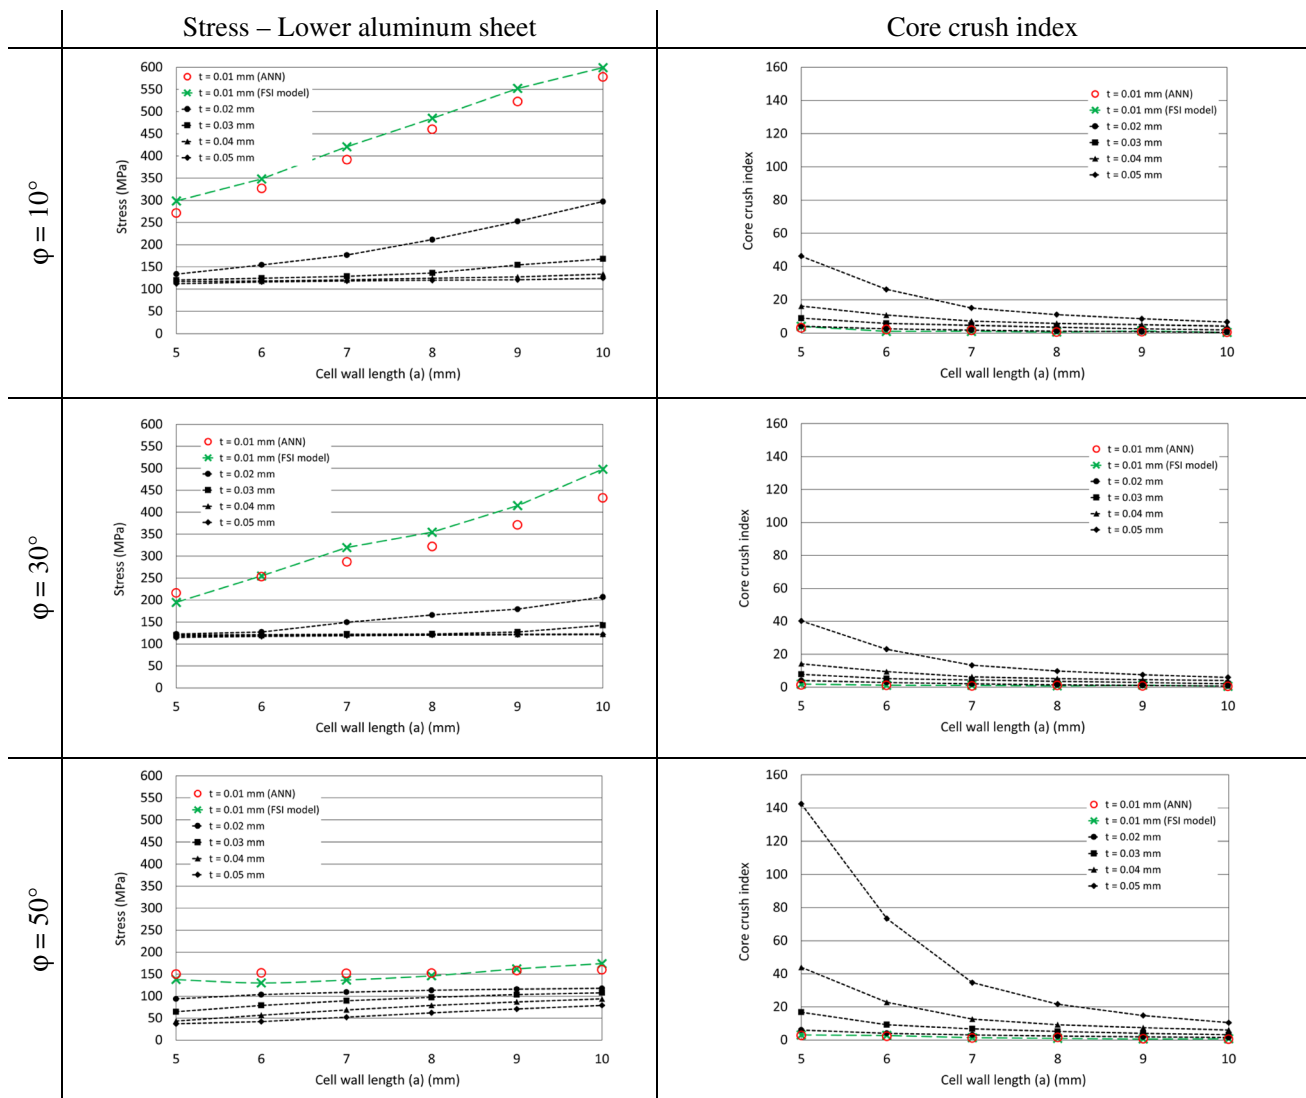 Stress – Lower aluminum sheet
Core crush index
φ = 10°
600
550
500
450
400
350
300
250
200
150
100
50
0
Stress (MPa)
t = 0.01 mm (ANN)
t = 0.01 mm (FSI model)
t = 0.02 mm
t = 0.03 mm
t = 0.04 mm
t = 0.05 mm
5 6 7 8 9 10
Cell wall length (a) (mm)
160
140
120
100
80
60
40
20
0
Core crush index
t = 0.01 mm (ANN)
t = 0.01 mm (FSI model)
t = 0.02 mm
t = 0.03 mm
t = 0.04 mm
t = 0.05 mm
5 6 7 8 9 10
Cell wall length (a) (mm)
φ = 30°
600
550
500
450
400
350
300
250
200
150
100
50
0
Stress (MPa)
t = 0.01 mm (ANN)
t = 0.01 mm (FSI model)
t = 0.02 mm
t = 0.03 mm
t = 0.04 mm
t = 0.05 mm
5 6 7 8 9 10
Cell wall length (a) (mm)
160
140
120
100
80
60
40
20
0
Core crush index
t = 0.01 mm (ANN)
t = 0.01 mm (FSI model)
t = 0.02 mm
t = 0.03 mm
t = 0.04 mm
t = 0.05 mm
5 6 7 8 9 10
Cell wall length (a) (mm)
φ = 50°
600
550
500
450
400
350
300
250
200
150
100
50
0
Stress (MPa)
t = 0.01 mm (ANN)
t = 0.01 mm (FSI model)
t = 0.02 mm
t = 0.03 mm
t = 0.04 mm
t = 0.05 mm
5 6 7 8 9 10
Cell wall length (a) (mm)
160
140
120
100
80
60
40
20
0
Core crush index
t = 0.01 mm (ANN)
t = 0.01 mm (FSI model)
t = 0.02 mm
t = 0.03 mm
t = 0.04 mm
t = 0.05 mm
5 6 7 8 9 10
Cell wall length (a) (mm)